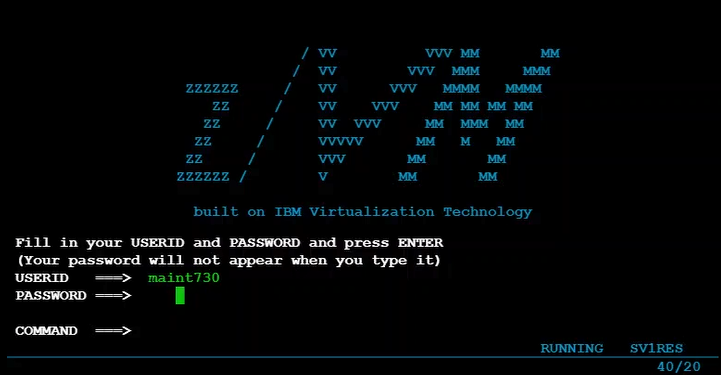 / VV VVV MM MM
/ VV VVV MMM MMM
ZZZZZZ / VV VVV MMMM MMMM
ZZ / VV VVV MM MM MM MM
ZZ / VV VVV MM MMM MM
ZZ / VVVVV MM M MM
ZZ / VVV MM MM
ZZZZZZ / V MM MM
built on IBM Virtualization Technology
Fill in your USERID and PASSWORD and press ENTER
(Your password will not appear when you type it)
USERID ===> maint730
PASSWORD ===>
COMMAND ===>
RUNNING SV1RES
40/20